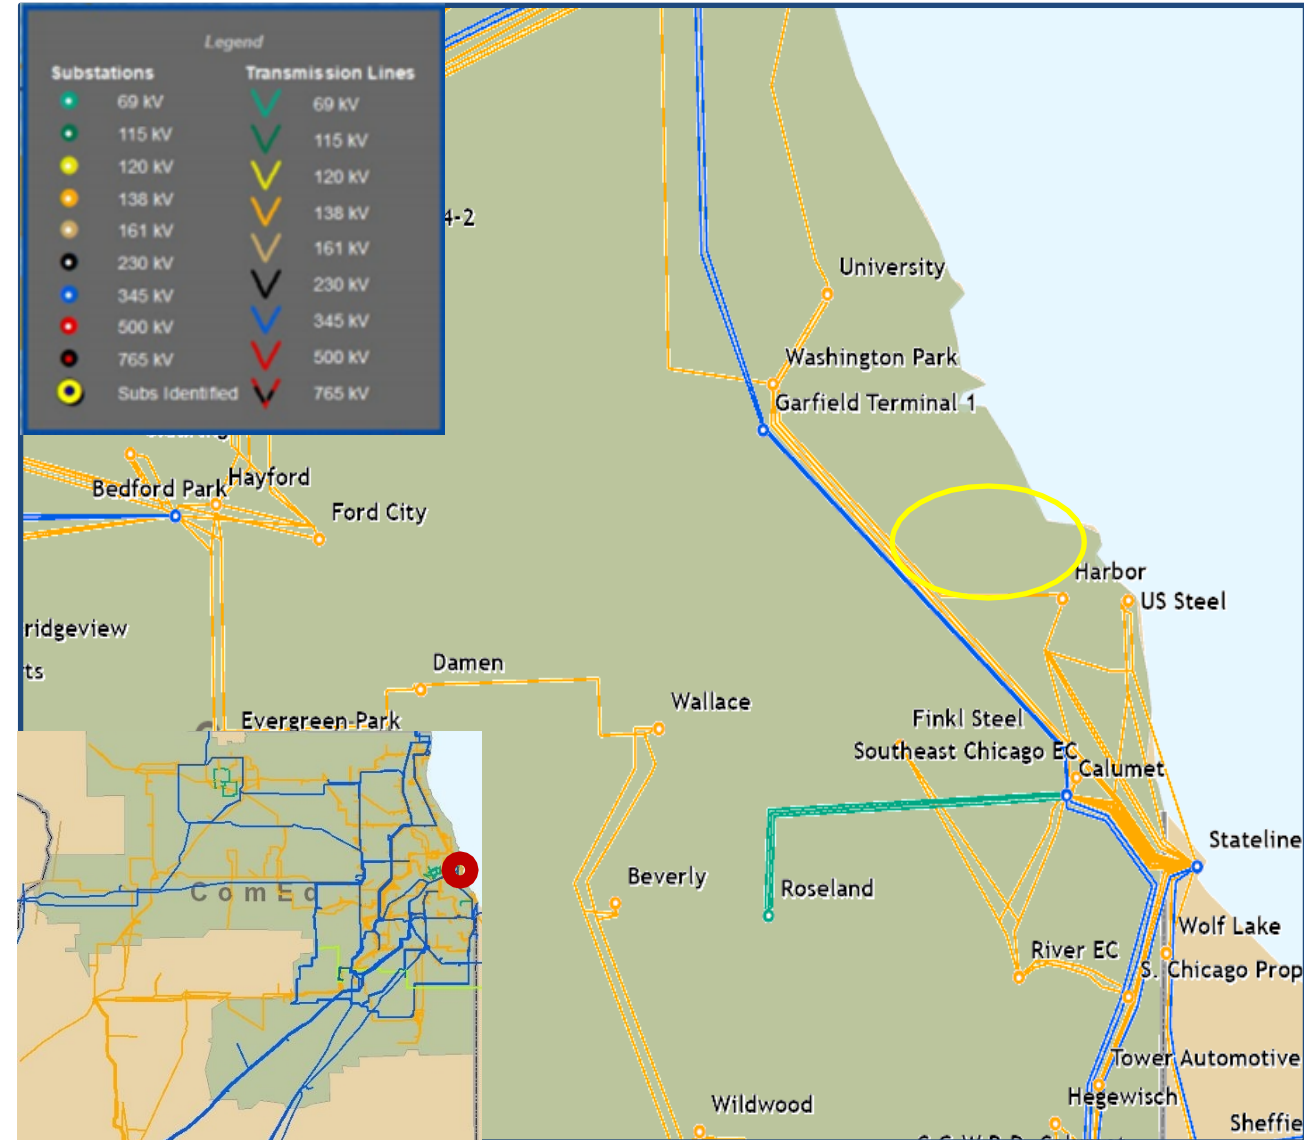 Legend
Substations
Transmission Lines
69 kV
69 kV
115 kV
115 kV
120 kV
120 kV
138 kV
138 kV
161 kV
161 kV
230 kV
230 kV
345 kV
345 kV
500 kV
500 kV
765 kV
765 kV
Subs Identified
4-2
University
Washington Park
Garfield Terminal 1
Hayford
Bedford Park
Ford City
Harbor
US Steel
ridgeview
ts
Damen
Wallace
Evergreen-Park
Finkl Steel
Southeast Chicago EC
Calumet
Stateline
Beverly
Roseland
ComEd
Wolf Lake
River EC
S. Chicago Prop
Tower Automotive
Hegewisch
Wildwood
Sheffie